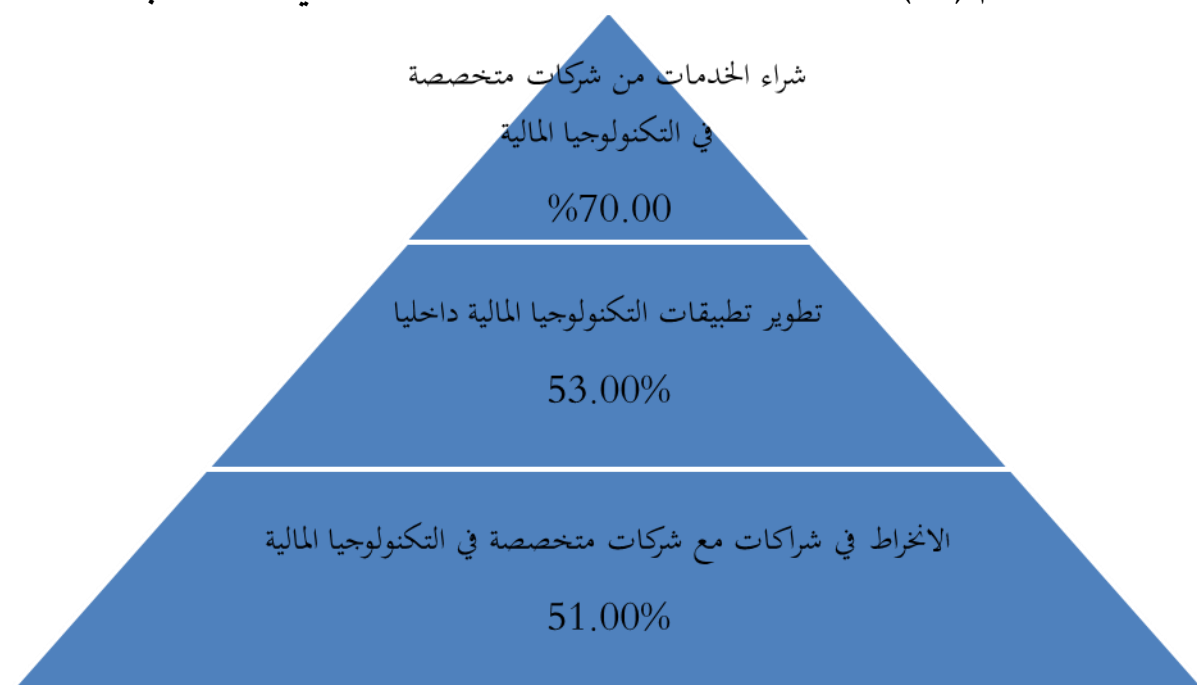 شراء الخدمات من شركات متخصصة
في التكنولوجيا المالية
%70.00
تطوير تطبيقات التكنولوجيا المالية داخليا
53.00%
الانخراط في شراكات مع شركات متخصصة في التكنولوجيا المالية
51.00%